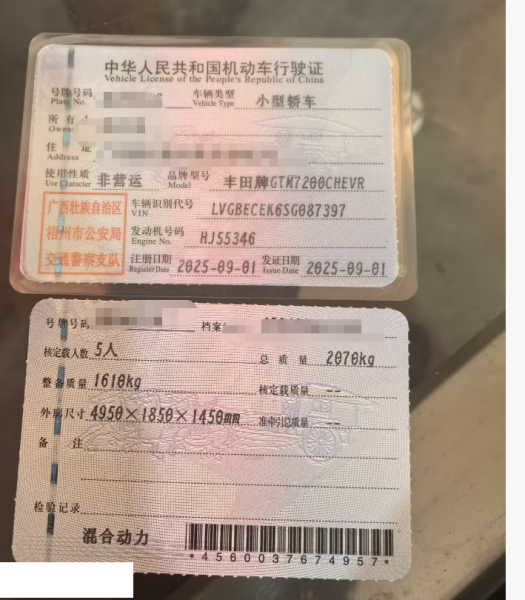 中华人民共和国机动车行驶证
Vehicle License of the People's Republic of China
号牌号码 车辆类型 小型轿车
Plate No. Vehicle Type
所有人
Owner
住 址
Address
使用性质 非营运 品牌型号 丰田牌GTM7200CHEVR
Use Character Model
广西壮族自治区
梧州市公安局
交通警察支队
车辆识别代号 LVGBECEK6SG087397
VIN
发动机号码 HJ55346
Engine No.
注册日期 2025-09-01 发证日期 2025-09-01
Register Date Issue Date
号牌号码 档案
核定载人数 5人 总质量 2070kg
整备质量 1610kg 核定载质量 --
外廓尺寸 4950×1850×1450mm 准牵引总质量 --
备 注
检验记录
混合动力
*4560037674957*